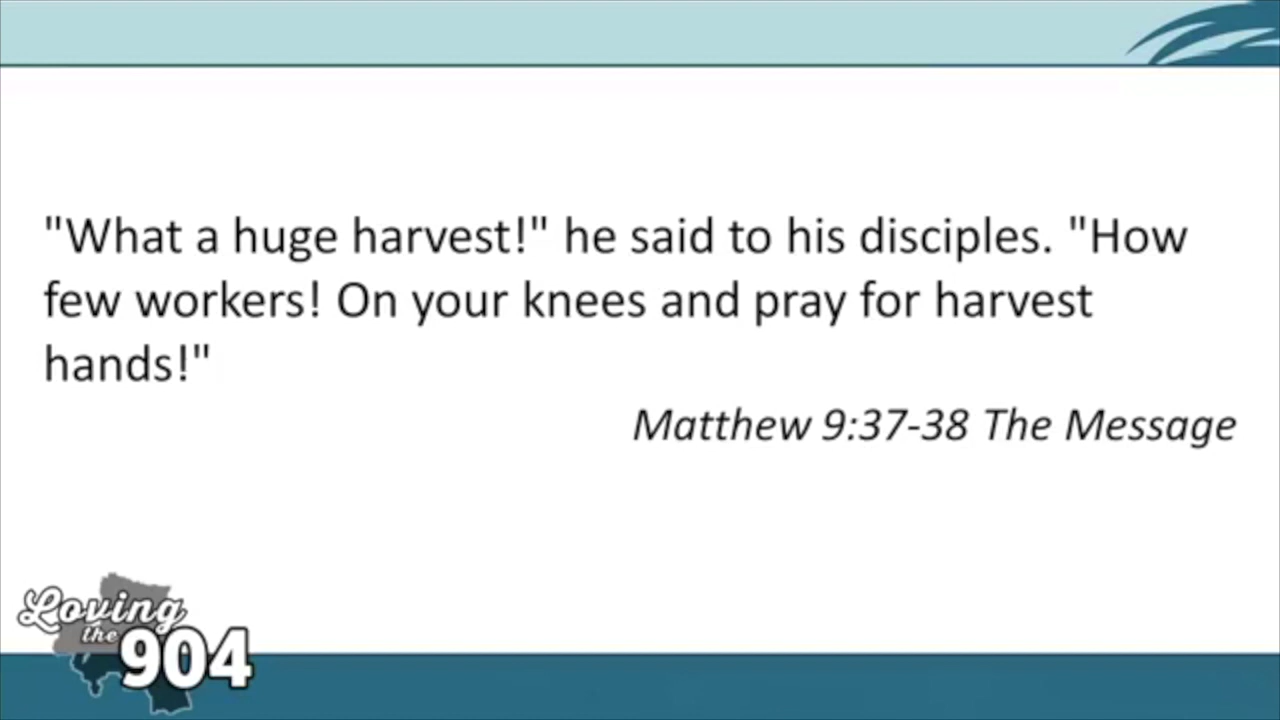 "What a huge harvest!" he said to his disciples. "How
few workers! On your knees and pray for harvest
hands!"
Matthew 9:37-38 The Message
Loving
the 904